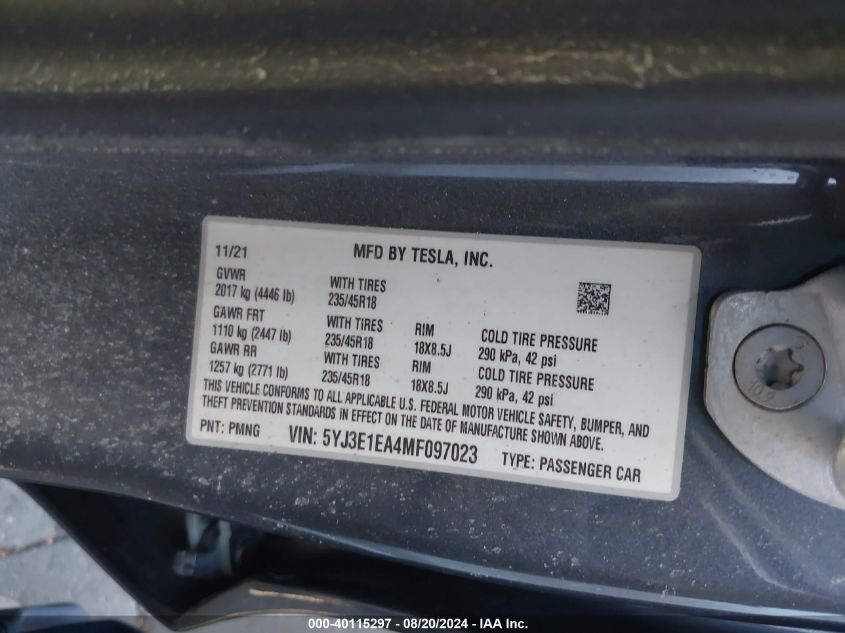 11/21 MFD BY TESLA, INC.
GVWR
2017 kg (4446 lb)
WITH TIRES
235/45R18
GAWR FRT
1110 kg (2447 lb)
WITH TIRES
235/45R18
RIM
18X8.5J
COLD TIRE PRESSURE
290 kPa, 42 psi
GAWR RR
1257 kg (2771 lb)
WITH TIRES
235/45R18
RIM
18X8.5J
COLD TIRE PRESSURE
290 kPa, 42 psi
THIS VEHICLE CONFORMS TO ALL APPLICABLE U.S. FEDERAL MOTOR VEHICLE SAFETY, BUMPER, AND
THEFT PREVENTION STANDARDS IN EFFECT ON THE DATE OF MANUFACTURE SHOWN ABOVE.
PNT: PMNG VIN: 5YJ3E1EA4MF097023 TYPE: PASSENGER CAR
10.9
000-40115297 - 08/20/2024 - IAA Inc.